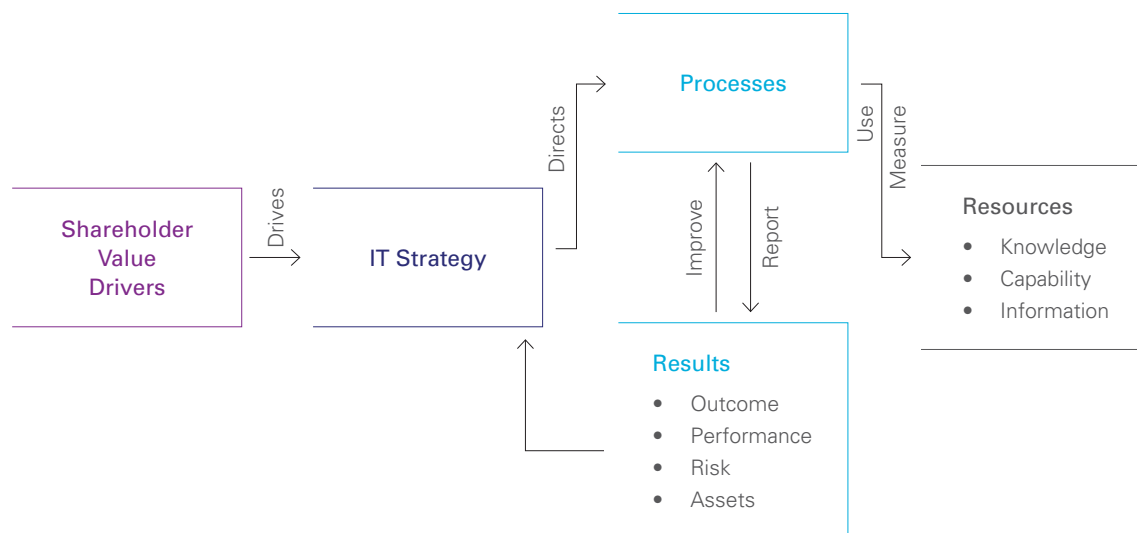 Shareholder
Value
Drivers
Drives
IT Strategy
Directs
Processes
Use
Measure
Improve
Report
Resources
Knowledge
Capability
Information
Results
Outcome
Performance
Risk
Assets